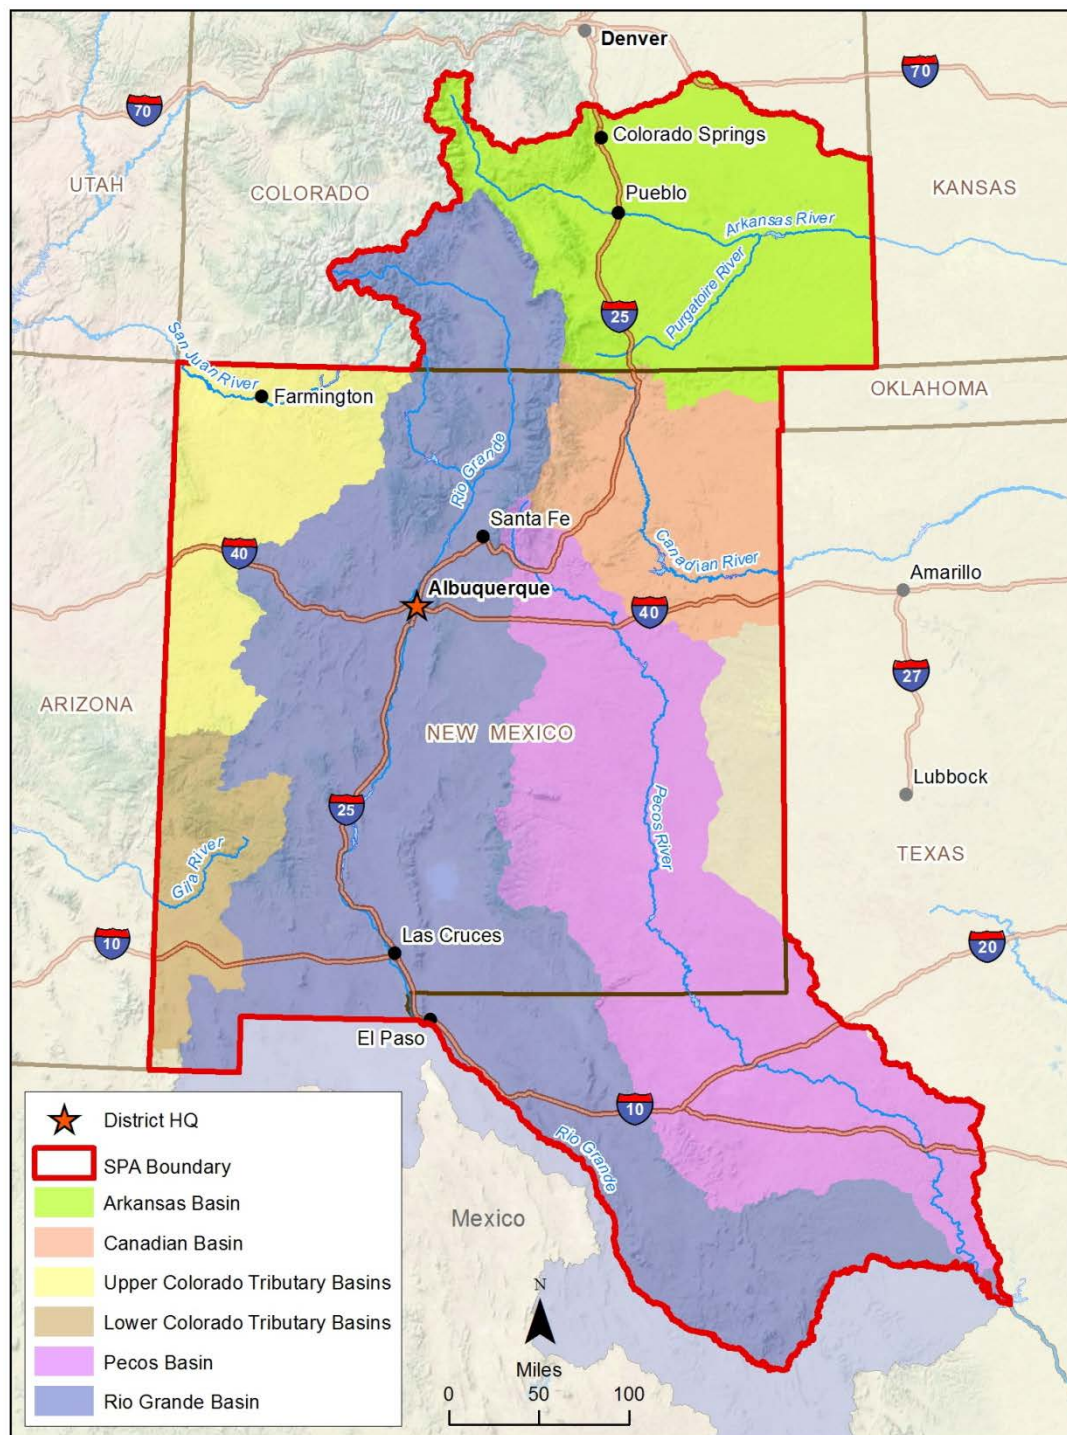 Denver
70
70
Colorado Springs
UTAH
COLORADO
KANSAS
Pueblo
Arkansas River
Purgatoire River
25
San Juan River
Farmington
OKLAHOMA
Rio Grande
Santa Fe
40
Canadian River
Amarillo
Albuquerque
40
27
ARIZONA
NEW MEXICO
Lubbock
25
Pecos River
TEXAS
Gila River
Las Cruces
10
20
El Paso
10
Rio Grande
Mexico
District HQ
SPA Boundary
Arkansas Basin
Canadian Basin
Upper Colorado Tributary Basins
Lower Colorado Tributary Basins
Pecos Basin
Rio Grande Basin
N
Miles
0 50 100